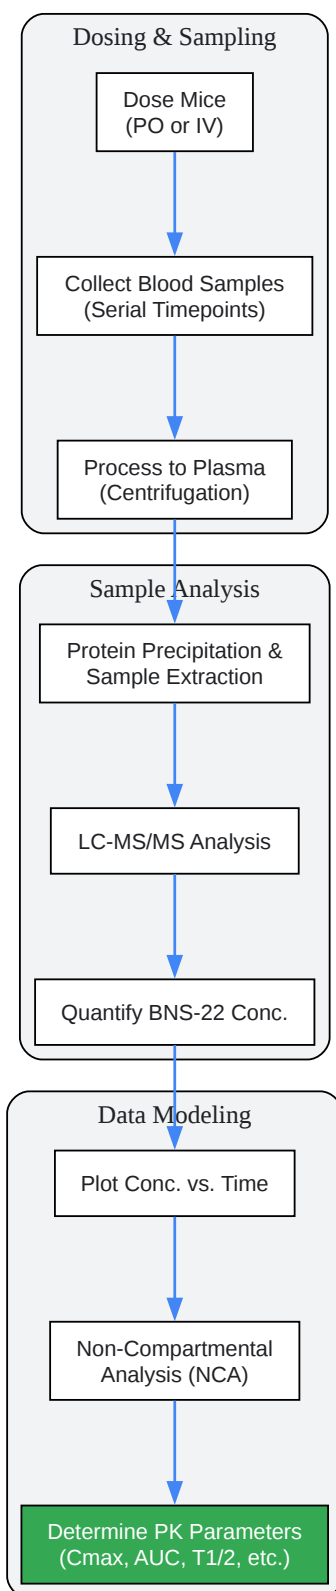 Dosing & Sampling
Dose Mice
(PO or IV)
Collect Blood Samples
(Serial Timepoints)
Process to Plasma
(Centrifugation)
Sample Analysis
Protein Precipitation &
Sample Extraction
LC-MS/MS Analysis
Quantify BNS-22 Conc.
Data Modeling
Plot Conc. vs. Time
Non-Compartmental
Analysis (NCA)
Determine PK Parameters
(Cmax, AUC, T1/2, etc.)